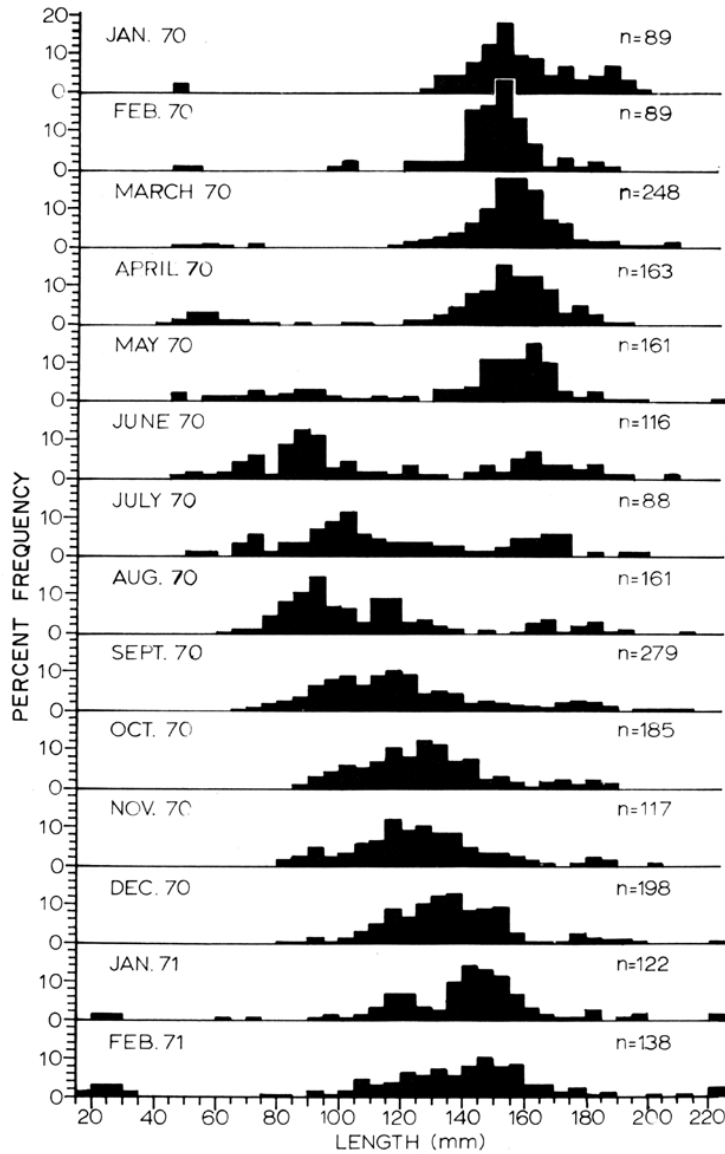 PERCENT FREQUENCY
20
JAN. 70 n=89
10
0
FEB. 70 n=89
10
0
MARCH 70 n=248
10
0
APRIL 70 n=163
10
0
MAY 70 n=161
10
0
JUNE 70 n=116
10
0
JULY 70 n=88
10
0
AUG. 70 n=161
10
0
SEPT. 70 n=279
10
0
OCT. 70 n=185
10
0
NOV. 70 n=117
10
0
DEC. 70 n=198
10
0
JAN. 71 n=122
10
0
FEB. 71 n=138
10
0
20 40 60 80 100 120 140 160 180 200 220
LENGTH (mm)